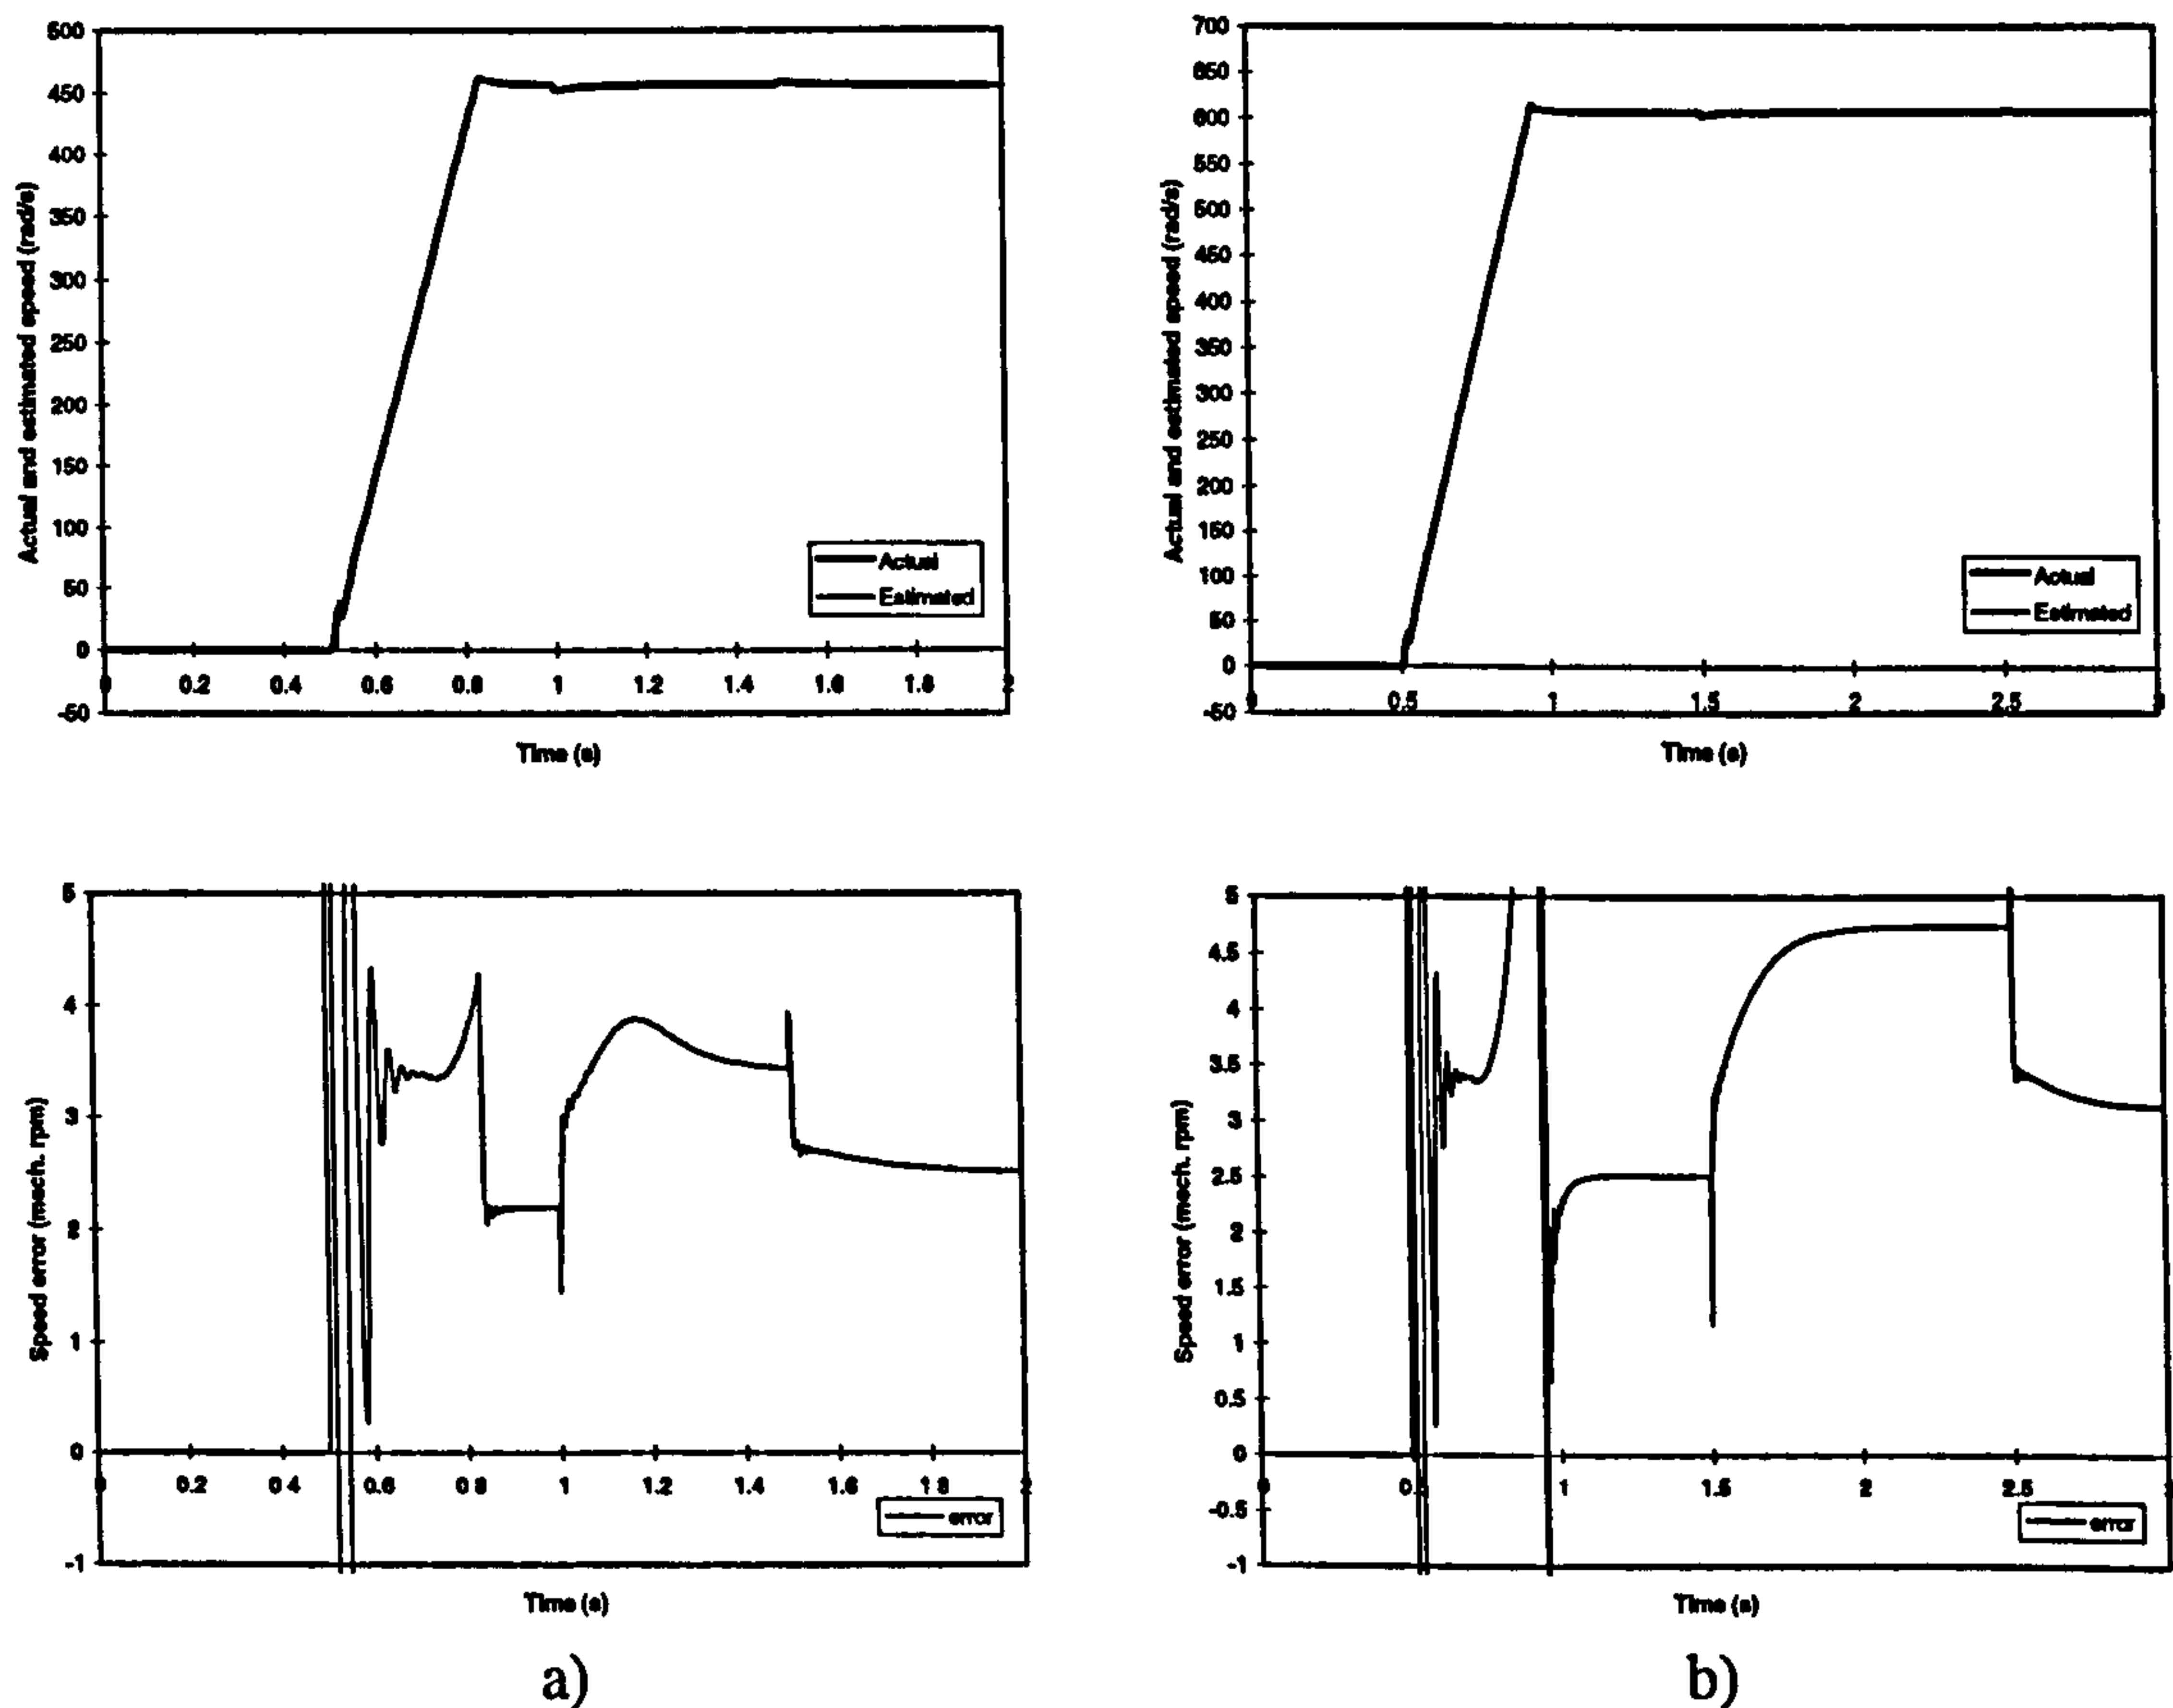 500
450
400
350
300
250
200
150
100
50
0
-50
Actual and estimated speed (rad/s)
0 0.2 0.4 0.6 0.8 1 1.2 1.4 1.6 1.8 2
Time (s)
Actual
Estimated
700
650
600
550
500
450
400
350
300
250
200
150
100
50
0
-50
Actual and estimated speed (rad/s)
0 0.5 1 1.5 2 2.5 3
Time (s)
Actual
Estimated
5
4
3
2
1
0
-1
Speed error (mech. rpm)
0 0.2 0.4 0.6 0.8 1 1.2 1.4 1.6 1.8 2
Time (s)
error
5
4.5
4
3.5
3
2.5
2
1.5
1
0.5
0
-0.5
-1
Speed error (mech. rpm)
0 0.5 1 1.5 2 2.5 3
Time (s)
error
a)
b)